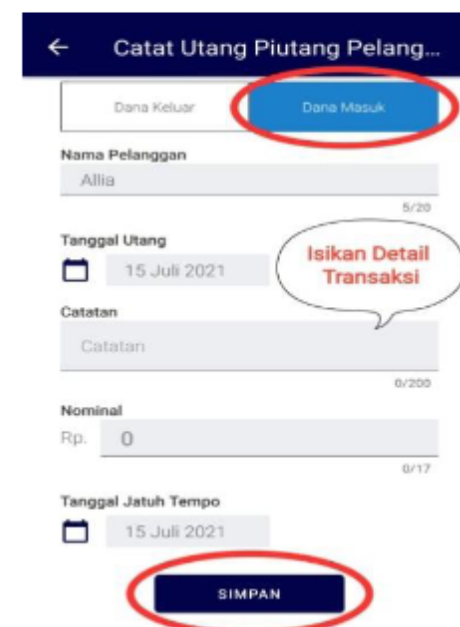 Catat Utang Piutang Pelang...
Dana Keluar Dana Masuk
Nama Pelanggan
Allia
5/20
Tanggal Utang
15 Juli 2021
Isikan Detail
Transaksi
Catatan
Catatan
0/200
Nominal
Rp. 0
0/17
Tanggal Jatuh Tempo
15 Juli 2021
SIMPAN